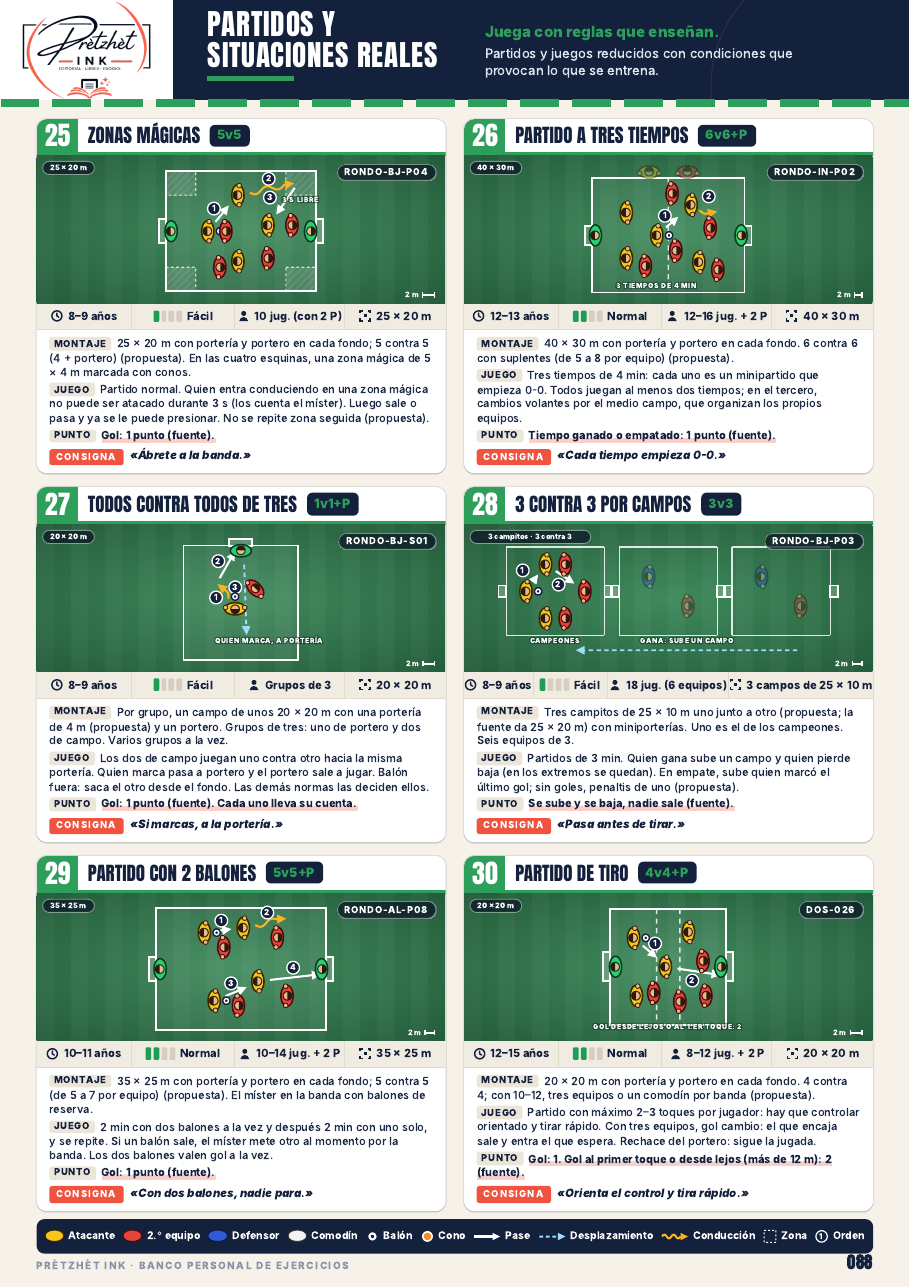 Prètzhèt
INK
EDITORIAL · LIBRES · EBOOKS
PARTIDOS Y
SITUACIONES REALES
Juega con reglas que enseñan.
Partidos y juegos reducidos con condiciones que
provocan lo que se entrena.
25 ZONAS MÁGICAS 5v5
25 × 20 m
RONDO-BJ-P04
1
2
3
3 S LIBRE
2 m
8–9 años Fácil 10 jug. (con 2 P) 25 × 20 m
MONTAJE 25 × 20 m con portería y portero en cada fondo; 5 contra 5
(4 + portero) (propuesta). En las cuatro esquinas, una zona mágica de 5
× 4 m marcada con conos.
JUEGO Partido normal. Quien entra conduciendo en una zona mágica
no puede ser atacado durante 3 s (los cuenta el míster). Luego sale o
pasa y ya se le puede presionar. No se repite zona seguida (propuesta).
PUNTO Gol: 1 punto (fuente).
CONSIGNA «Ábrete a la banda.»
26 PARTIDO A TRES TIEMPOS 6v6+P
40 × 30 m
RONDO-IN-P02
1
2
3 TIEMPOS DE 4 MIN
2 m
12–13 años Normal 12–16 jug. + 2 P 40 × 30 m
MONTAJE 40 × 30 m con portería y portero en cada fondo. 6 contra 6
con suplentes (de 5 a 8 por equipo) (propuesta).
JUEGO Tres tiempos de 4 min: cada uno es un minipartido que
empieza 0-0. Todos juegan al menos dos tiempos; en el tercero,
cambios volantes por el medio campo, que organizan los propios
equipos.
PUNTO Tiempo ganado o empatado: 1 punto (fuente).
CONSIGNA «Cada tiempo empieza 0-0.»
27 TODOS CONTRA TODOS DE TRES 1v1+P
20 × 20 m
RONDO-BJ-S01
2
3
1
QUIEN MARCA, A PORTERÍA
2 m
8–9 años Fácil Grupos de 3 20 × 20 m
MONTAJE Por grupo, un campo de unos 20 × 20 m con una portería
de 4 m (propuesta) y un portero. Grupos de tres: uno de portero y dos
de campo. Varios grupos a la vez.
JUEGO Los dos de campo juegan uno contra otro hacia la misma
portería. Quien marca pasa a portero y el portero sale a jugar. Balón
fuera: saca el otro desde el fondo. Las demás normas las deciden ellos.
PUNTO Gol: 1 punto (fuente). Cada uno lleva su cuenta.
CONSIGNA «Si marcas, a la portería.»
28 3 CONTRA 3 POR CAMPOS 3v3
3 campitos · 3 contra 3
RONDO-BJ-P03
1
2
CAMPEONES
GANA: SUBE UN CAMPO
2 m
8–9 años Fácil 18 jug. (6 equipos) 3 campos de 25 × 10 m
MONTAJE Tres campitos de 25 × 10 m uno junto a otro (propuesta; la
fuente da 25 × 20 m) con miniporterías. Uno es el de los campeones.
Seis equipos de 3.
JUEGO Partidos de 3 min. Quien gana sube un campo y quien pierde
baja (en los extremos se quedan). En empate, sube quien marcó el
último gol; sin goles, penaltis de uno (propuesta).
PUNTO Se sube y se baja, nadie sale (fuente).
CONSIGNA «Pasa antes de tirar.»
29 PARTIDO CON 2 BALONES 5v5+P
35 × 25 m
RONDO-AL-P08
1
2
3
4
2 m
10–11 años Normal 10–14 jug. + 2 P 35 × 25 m
MONTAJE 35 × 25 m con portería y portero en cada fondo; 5 contra 5
(de 5 a 7 por equipo) (propuesta). El míster en la banda con balones de
reserva.
JUEGO 2 min con dos balones a la vez y después 2 min con uno solo,
y se repite. Si un balón sale, el míster mete otro al momento por la
banda. Los dos balones valen gol a la vez.
PUNTO Gol: 1 punto (fuente).
CONSIGNA «Con dos balones, nadie para.»
30 PARTIDO DE TIRO 4v4+P
20 × 20 m
DOS-026
1
2
GOL DESDE LEJOS O AL 1.ER TOQUE: 2
2 m
12–15 años Normal 8–12 jug. + 2 P 20 × 20 m
MONTAJE 20 × 20 m con portería y portero en cada fondo. 4 contra
4; con 10–12, tres equipos o un comodín por banda (propuesta).
JUEGO Partido con máximo 2–3 toques por jugador: hay que controlar
orientado y tirar rápido. Con tres equipos, gol cambio: el que encaja
sale y entra el que espera. Rechace del portero: sigue la jugada.
PUNTO Gol: 1. Gol al primer toque o desde lejos (más de 12 m): 2
(fuente).
CONSIGNA «Orienta el control y tira rápido.»
Atacante 2.º equipo Defensor Comodín Balón Cono Pase Desplazamiento Conducción Zona 1 Orden
PRÈTZHÈT INK · BANCO PERSONAL DE EJERCICIOS
088